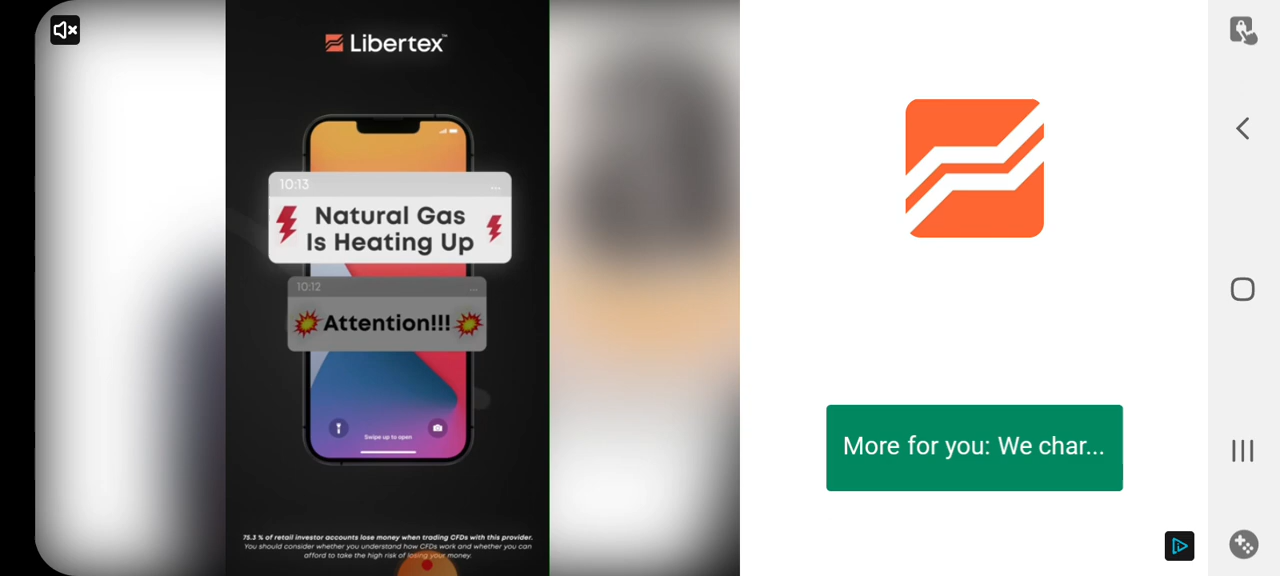 Libertex™
10:13
...
Natural Gas
Is Heating Up
10:12
...
Attention!!!
Swipe up to open
75.3 % of retail investor accounts lose money when trading CFDs with this provider.
You should consider whether you understand how CFDs work and whether you can
afford to take the high risk of losing your money.
More for you: We char...